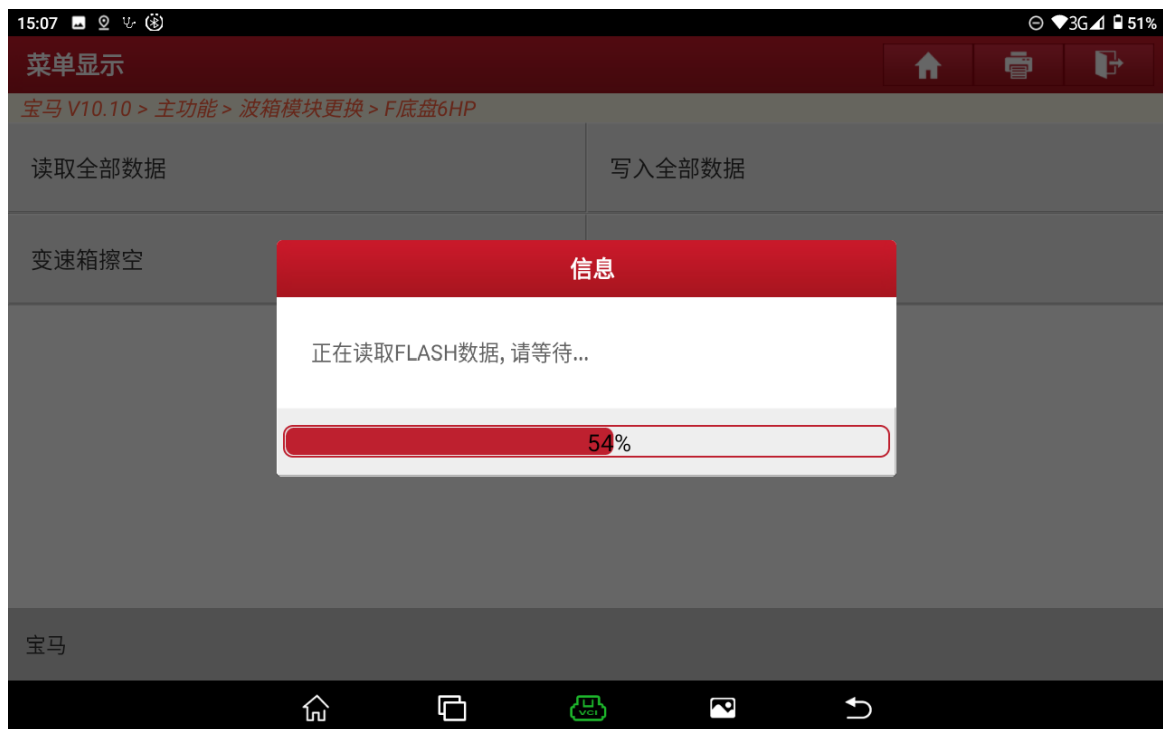 15:07 3G 51%
菜单显示
宝马 V10.10 > 主功能 > 波箱模块更换 > F底盘6HP
读取全部数据 写入全部数据
变速箱擦空
信息
正在读取FLASH数据, 请等待...
54%
宝马
VCI